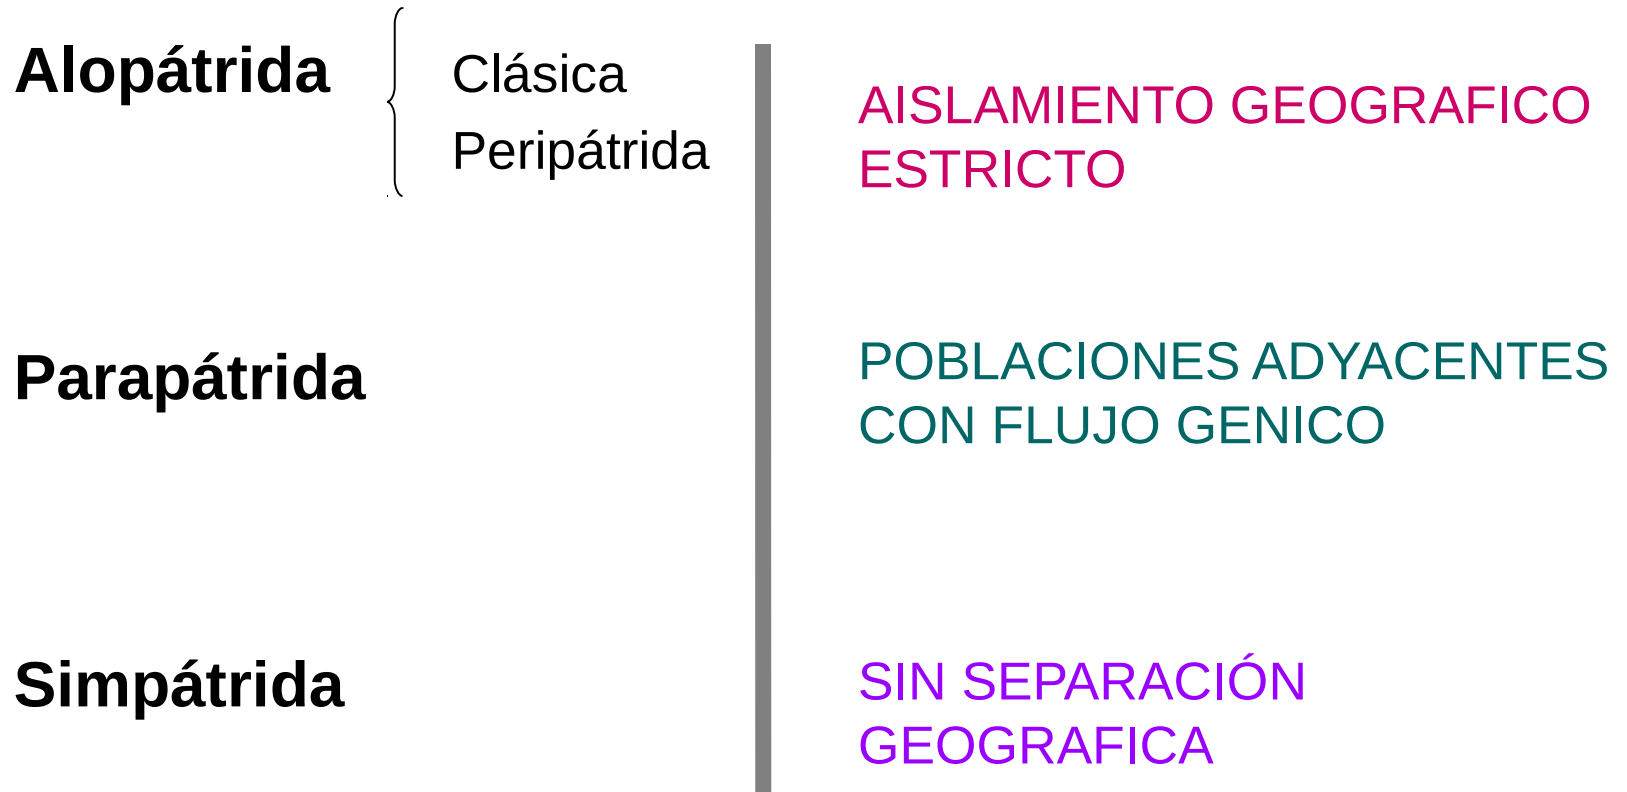 Alopátrida
Clásica
Peripátrida
AISLAMIENTO GEOGRAFICO
ESTRICTO
Parapátrida
POBLACIONES ADYACENTES
CON FLUJO GENICO
Simpátrida
SIN SEPARACIÓN
GEOGRAFICA